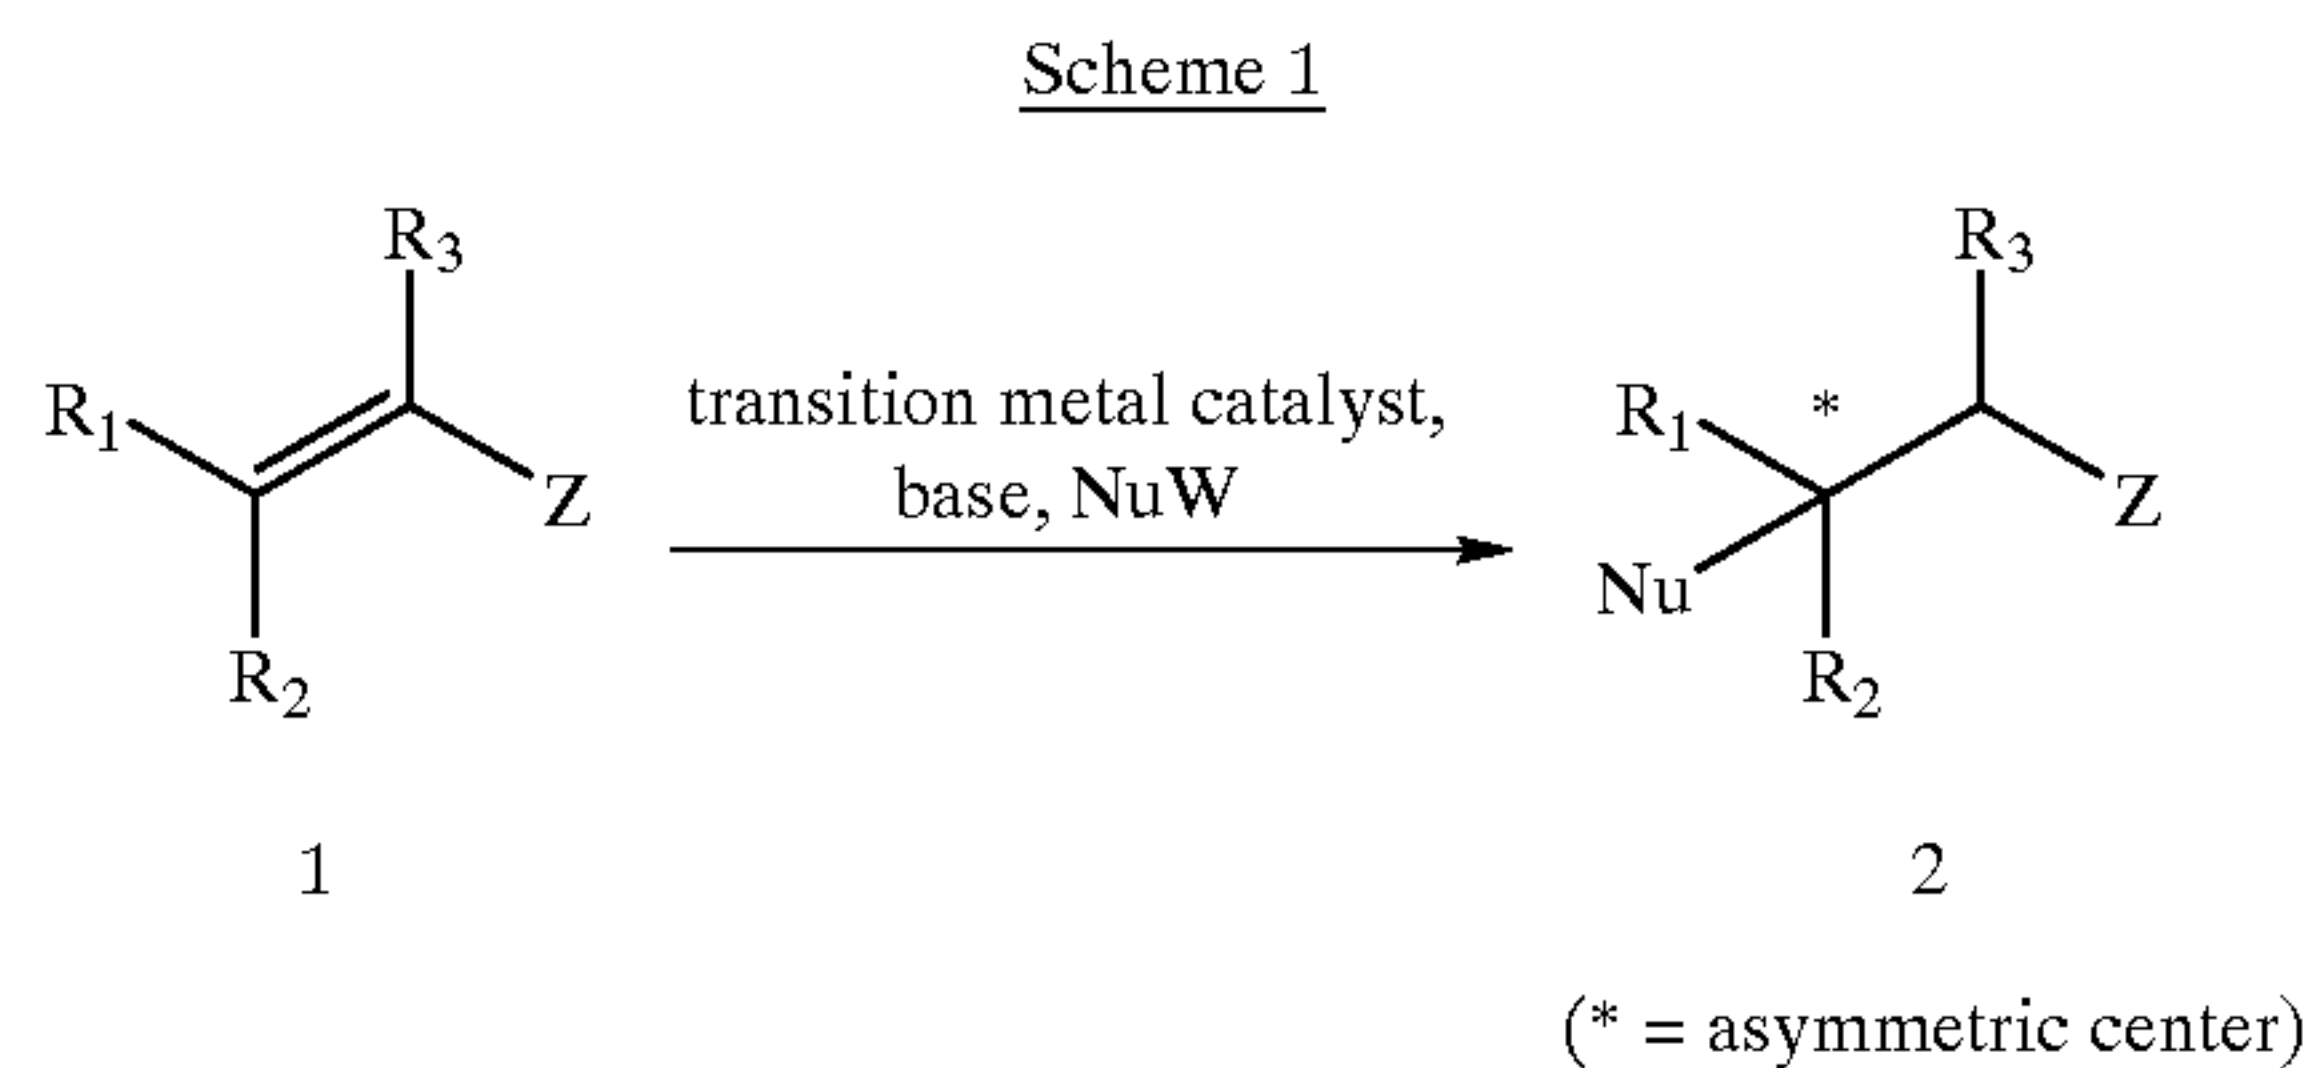 Scheme 1
R3
R1
Z
R2
transition metal catalyst,
base, NuW
R3
R1
*
Z
Nu
R2
1
2
(* = asymmetric center)